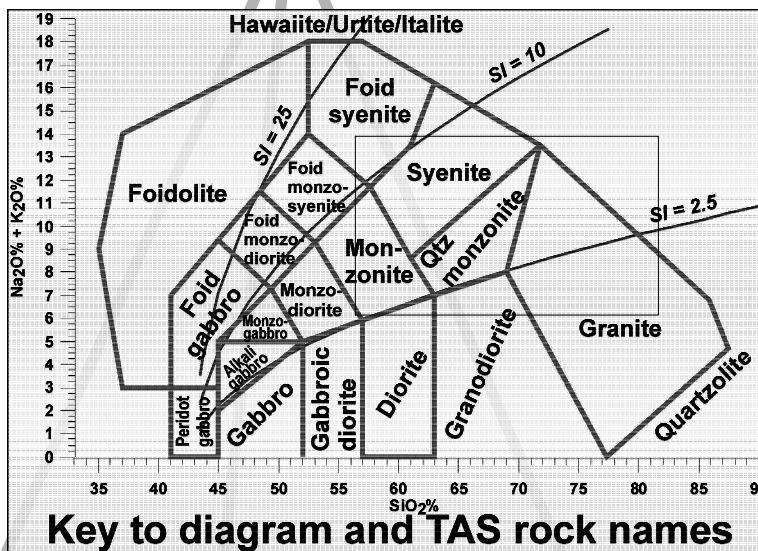 19
18
17
16
15
14
13
12
11
10
9
8
7
6
5
4
3
2
1
0
Na₂O% + K₂O%
Hawaiite/Urtite/Italite
SI = 25
SI = 10
SI = 2.5
Foid
syenite
Foidolite
Foid
monzo-
syenite
Syenite
Foid
monzo-
diorite
Mon-
zonite
Qtz
monzonite
Foid
gabbro
Monzo-
diorite
Monzo-
gabbro
Alkali
gabbro
Peridot
gabbro
Gabbro
Gabbroic
diorite
Diorite
Granodiorite
Granite
Quartzolite
35
40
45
50
55
60
65
70
75
80
85
90
SiO₂%
Key to diagram and TAS rock names